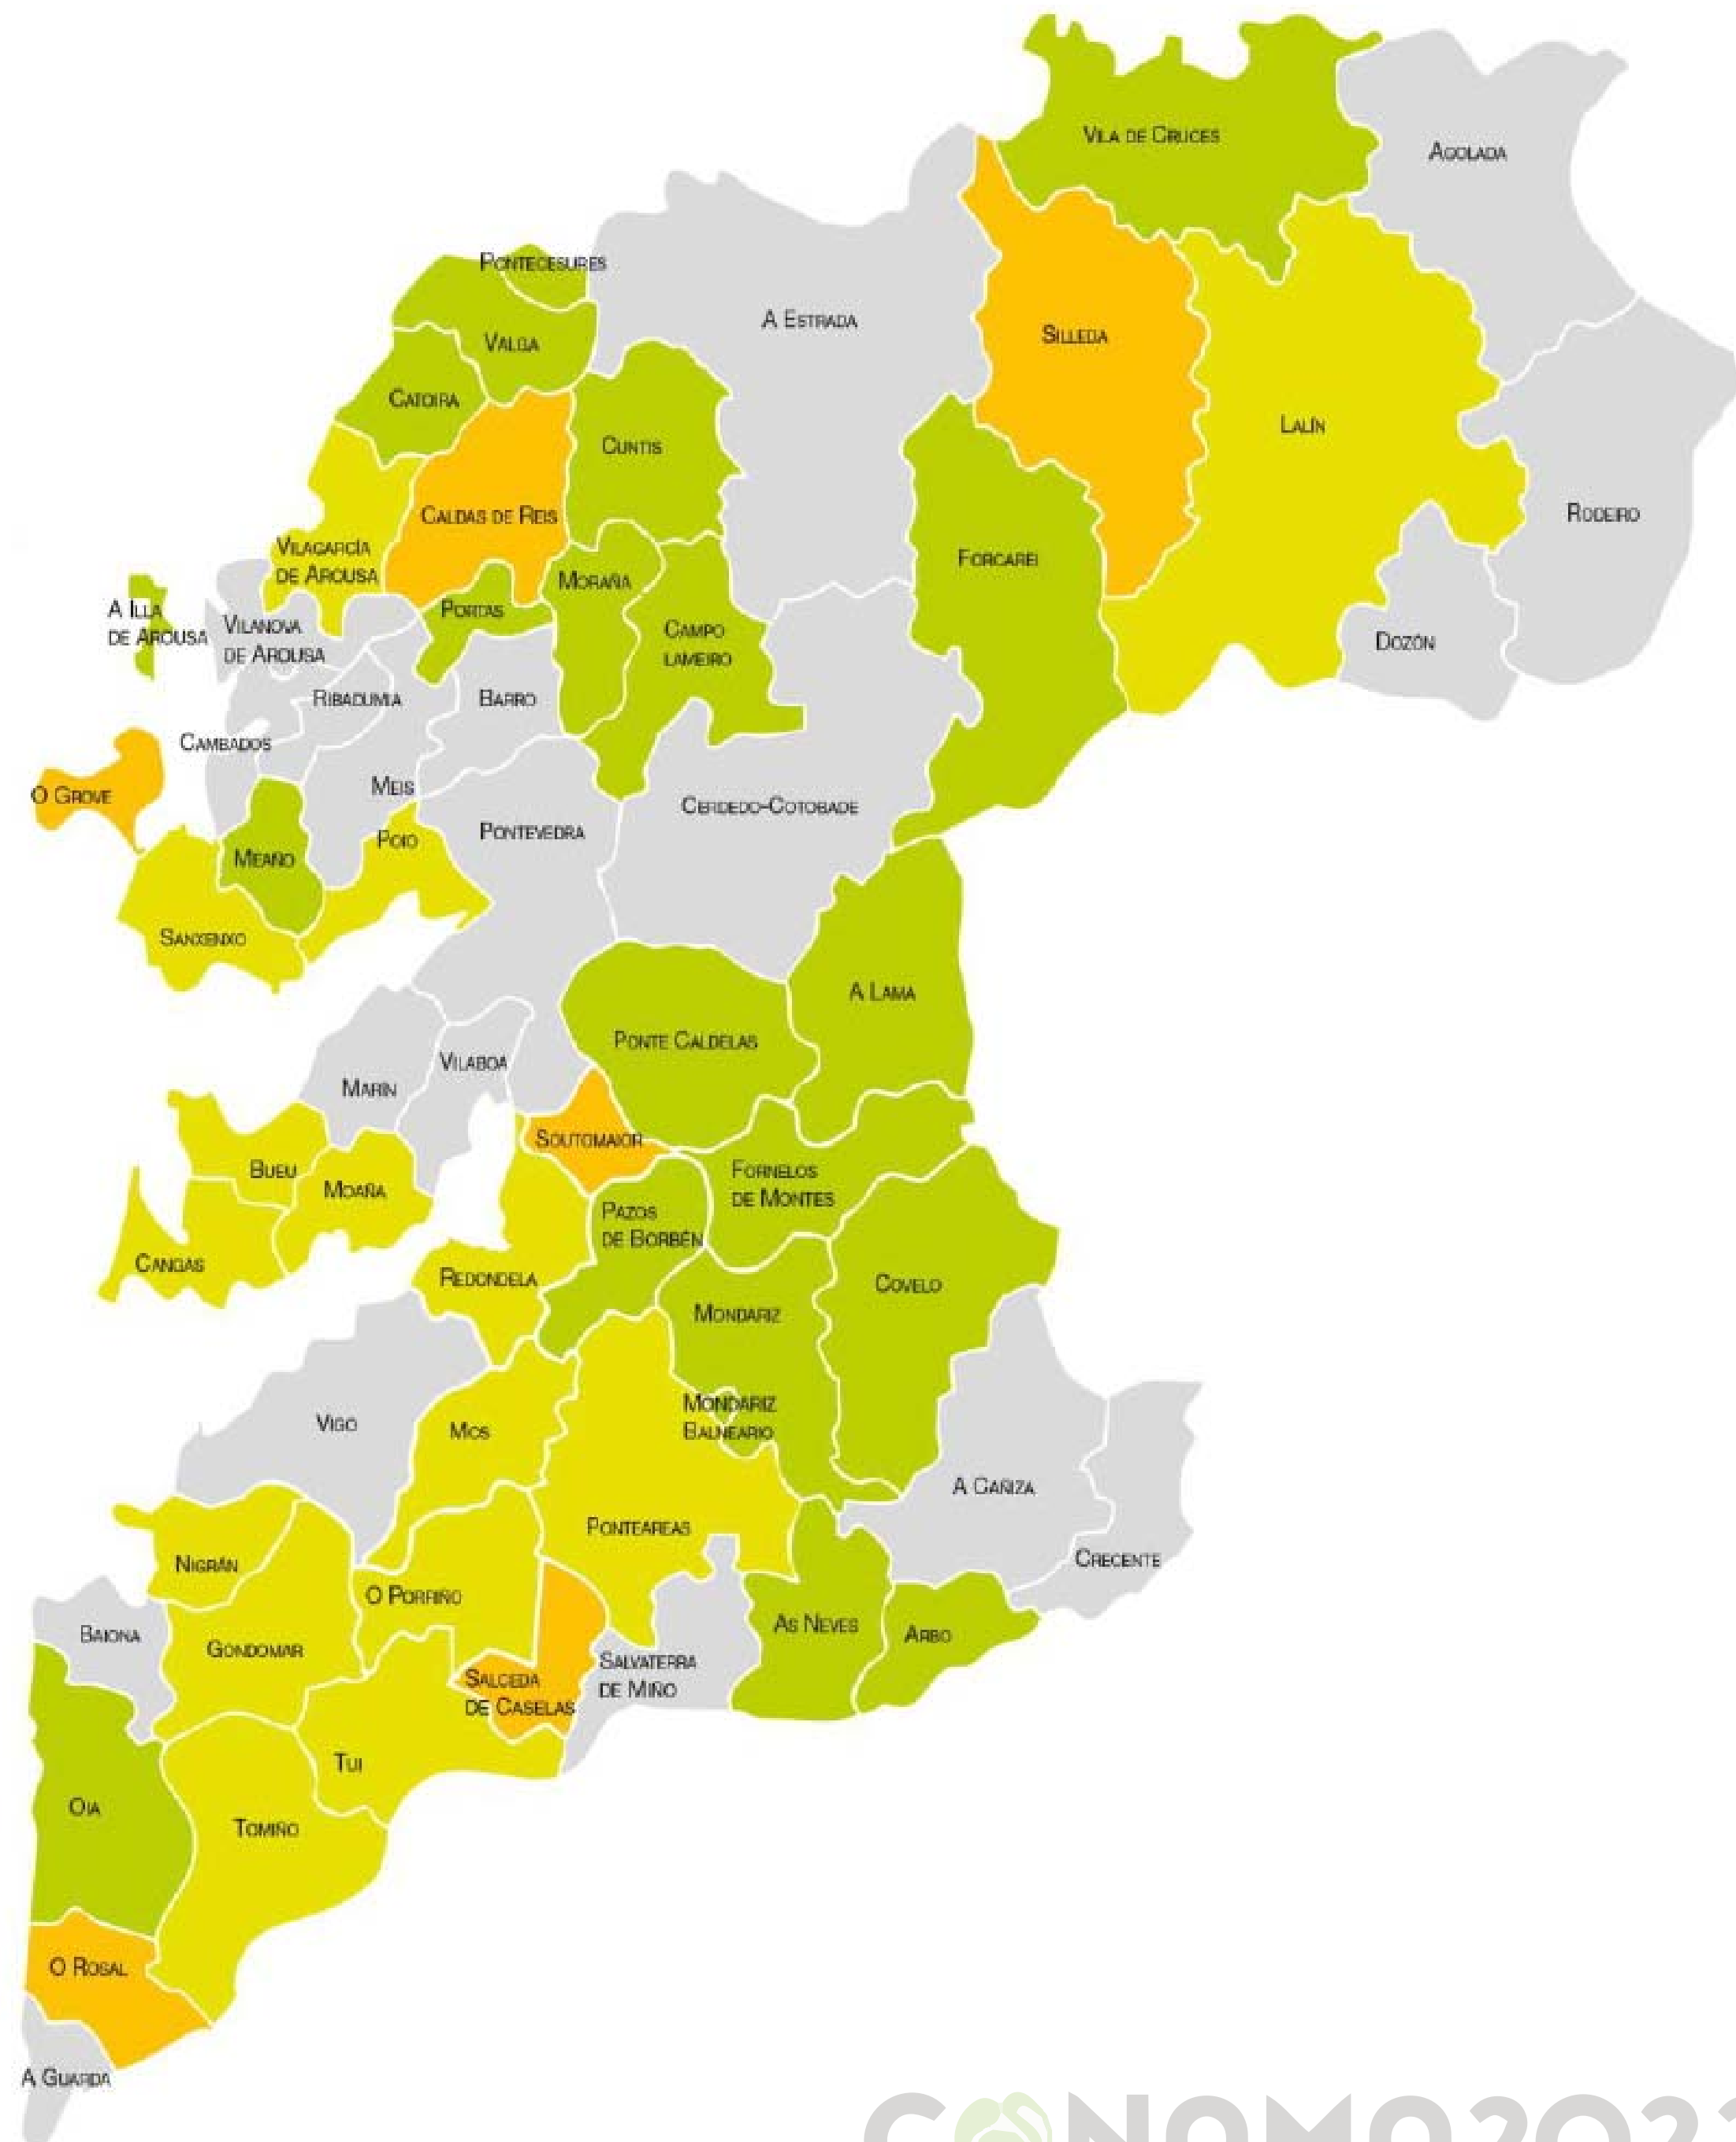 Vila de Cruces
Agolada
Pontecesures
A Estrada
Silleda
Valga
Catoira
Lalín
Cuntis
Caldas de Reis
Rodeiro
Vilagarcía
de Arousa
Forcarei
Moraña
A Illa
de Arousa
Portas
Vilanova
de Arousa
Campo
Lameiro
Dozón
Ribadumia
Barro
Cambados
Meis
O Grove
Cerdedo-Cotobade
Pontevedra
Poio
Meaño
Sanxenxo
A Lama
Ponte Caldelas
Vilaboa
Marín
Soutomaior
Bueu
Moaña
Fornelos
de Montes
Pazos
de Borbén
Cangas
Redondela
Covelo
Mondariz
Mondariz
Balneario
Vigo
Mos
A Cañiza
Ponteareas
Crecente
Nigrán
O Porriño
As Neves
Arbo
Baiona
Gondomar
Salvaterra
de Miño
Salceda
de Caselas
Tui
Oia
Tomiño
O Rosal
A Guarda